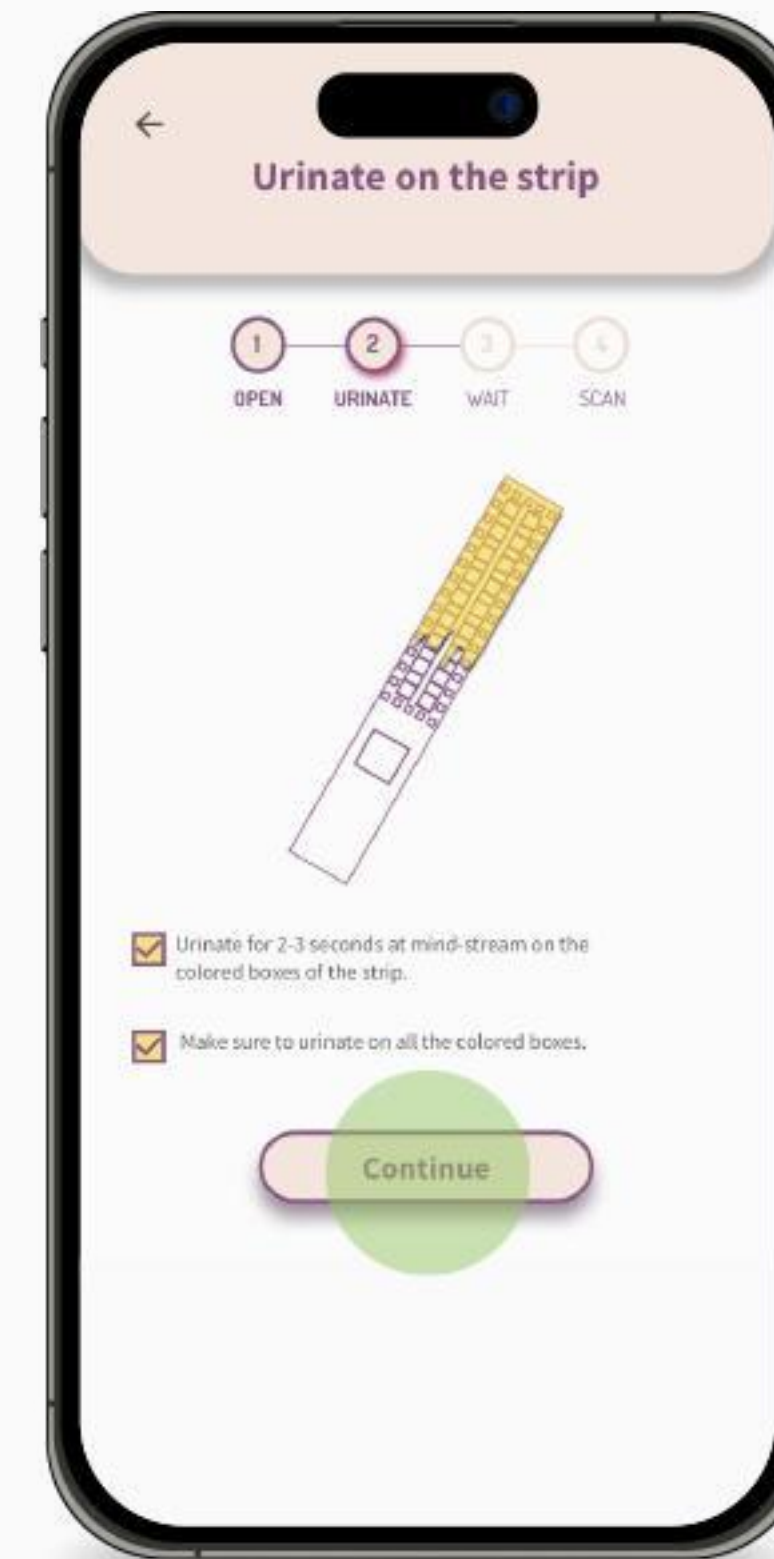 Urinate on the strip
1 2 3 4
OPEN URINATE WAIT SCAN
Urinate for 2-3 seconds at mind-stream on the
colored boxes of the strip.
Make sure to urinate on all the colored boxes.
Continue